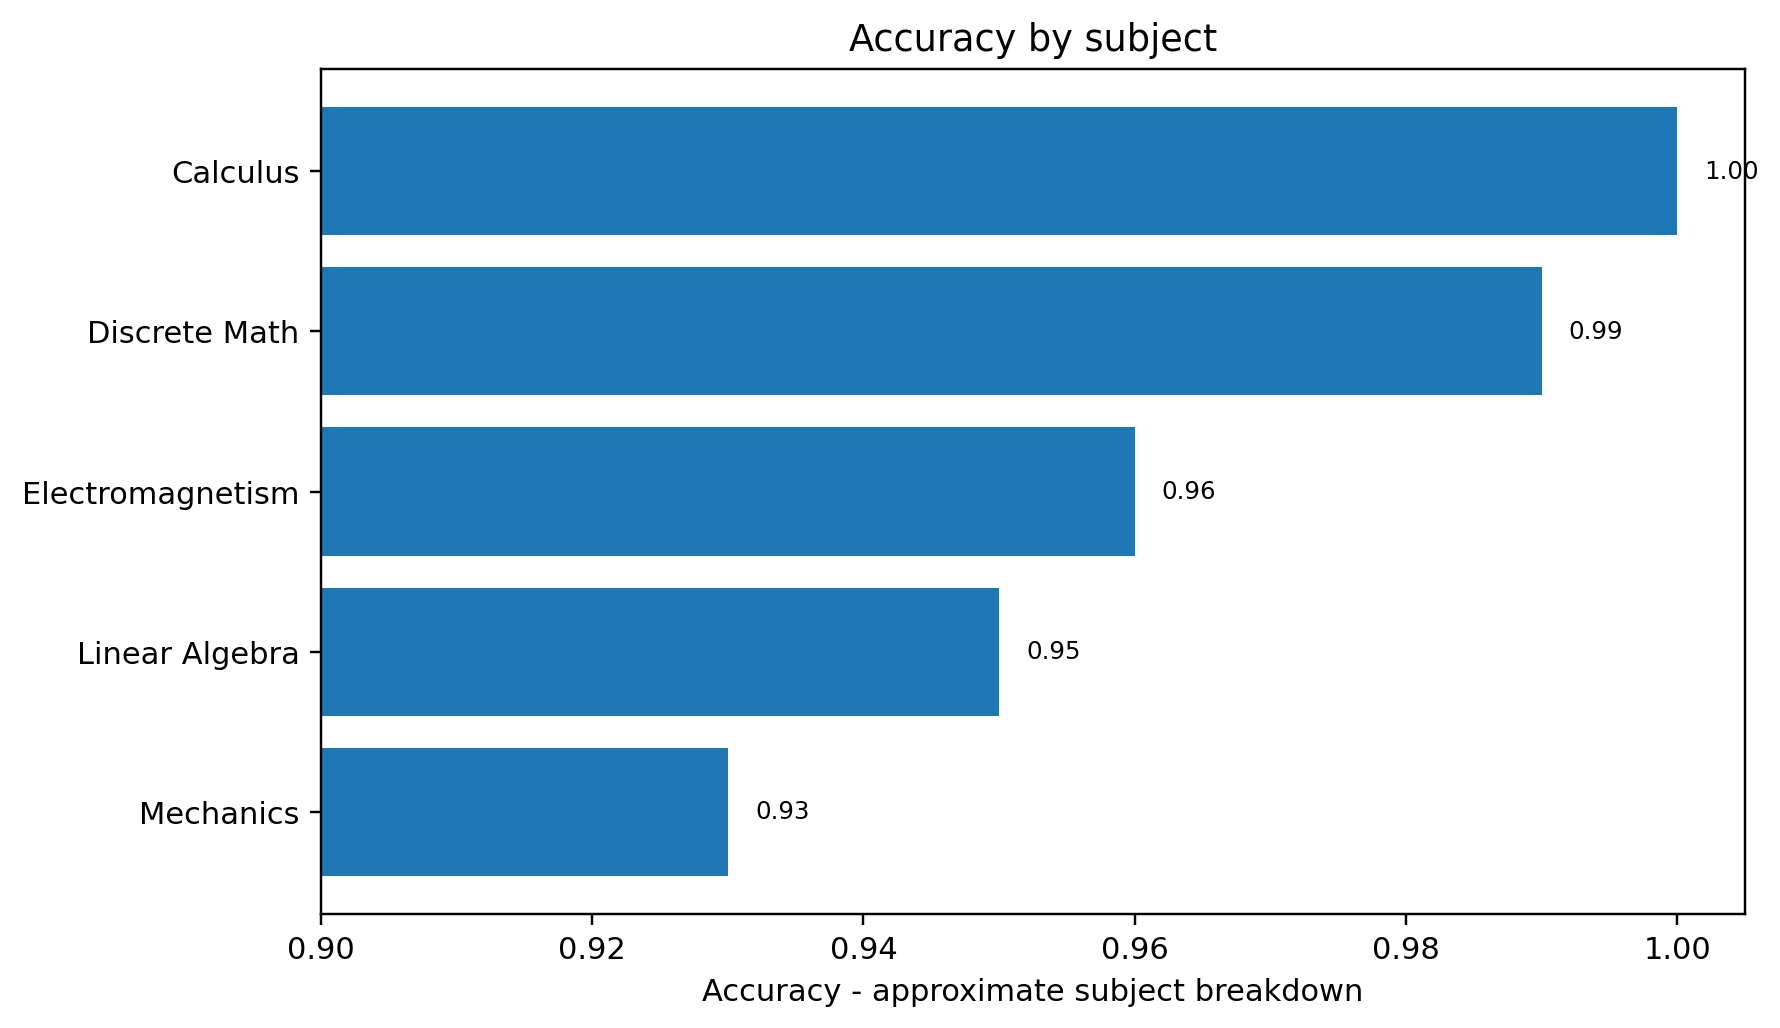 Accuracy by subject
Calculus
1.00
Discrete Math
0.99
Electromagnetism
0.96
Linear Algebra
0.95
Mechanics
0.93
0.90
0.92
0.94
0.96
0.98
1.00
Accuracy - approximate subject breakdown